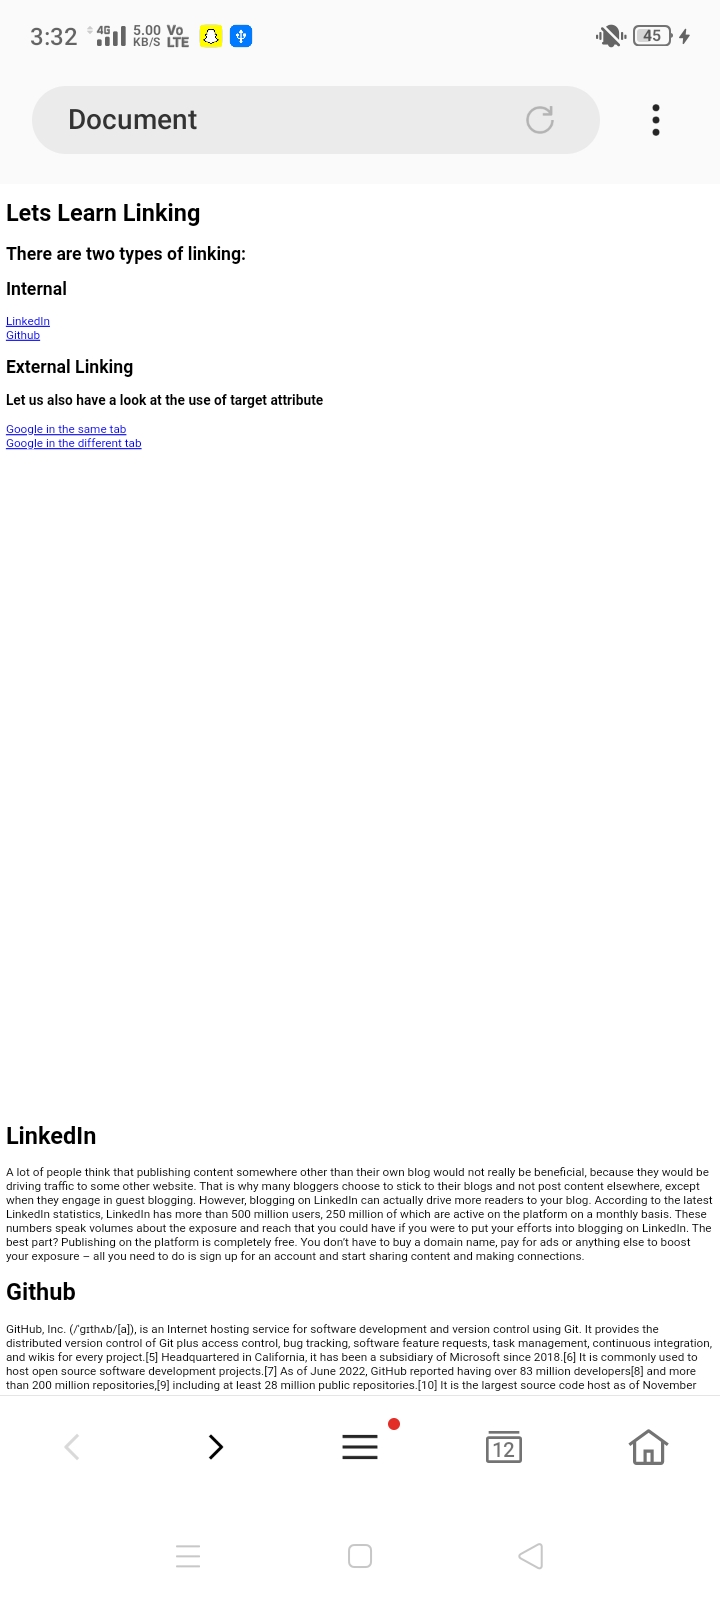 3:32 4G 5.00 KB/S Vo LTE 45
Document
Lets Learn Linking
There are two types of linking:
Internal
LinkedIn
Github
External Linking
Let us also have a look at the use of target attribute
Google in the same tab
Google in the different tab
LinkedIn
A lot of people think that publishing content somewhere other than their own blog would not really be beneficial, because they would be
driving traffic to some other website. That is why many bloggers choose to stick to their blogs and not post content elsewhere, except
when they engage in guest blogging. However, blogging on LinkedIn can actually drive more readers to your blog. According to the latest
LinkedIn statistics, LinkedIn has more than 500 million users, 250 million of which are active on the platform on a monthly basis. These
numbers speak volumes about the exposure and reach that you could have if you were to put your efforts into blogging on LinkedIn. The
best part? Publishing on the platform is completely free. You don't have to buy a domain name, pay for ads or anything else to boost
your exposure – all you need to do is sign up for an account and start sharing content and making connections.
Github
GitHub, Inc. (/ˈɡɪthʌb/[a]), is an Internet hosting service for software development and version control using Git. It provides the
distributed version control of Git plus access control, bug tracking, software feature requests, task management, continuous integration,
and wikis for every project.[5] Headquartered in California, it has been a subsidiary of Microsoft since 2018.[6] It is commonly used to
host open source software development projects.[7] As of June 2022, GitHub reported having over 83 million developers[8] and more
than 200 million repositories,[9] including at least 28 million public repositories.[10] It is the largest source code host as of November
12